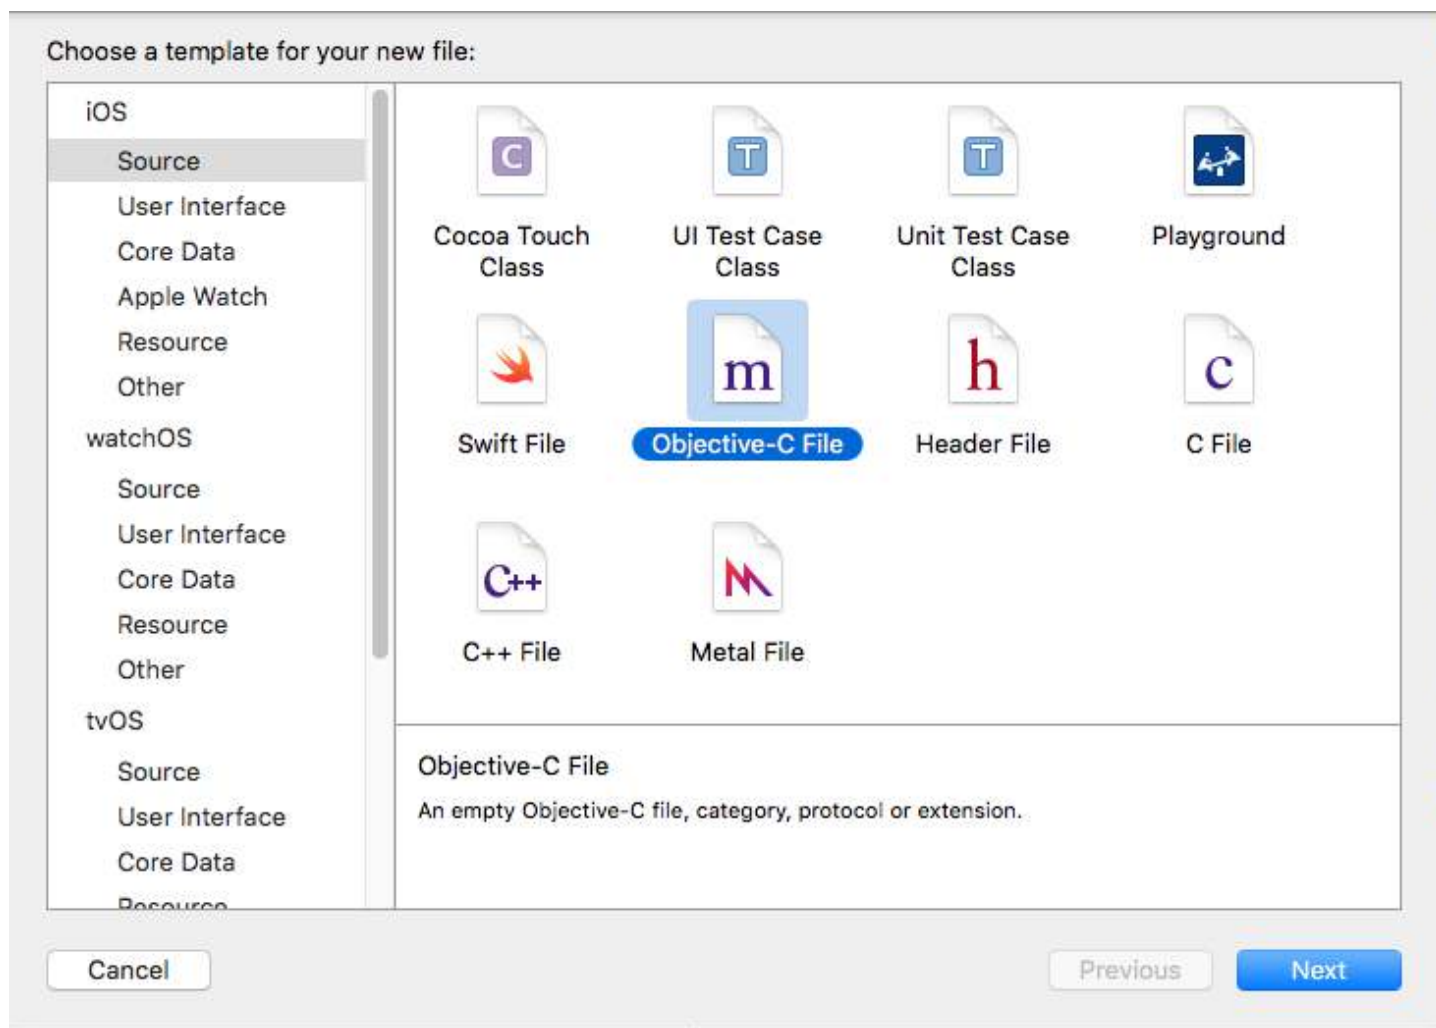 Choose a template for your new file:
iOS
Source
User Interface
Core Data
Apple Watch
Resource
Other
watchOS
Source
User Interface
Core Data
Resource
Other
tvOS
Source
User Interface
Core Data
Resource
C
T
T
Cocoa Touch
Class
UI Test Case
Class
Unit Test Case
Class
Playground
m
h
c
Swift File
Objective-C File
Header File
C File
C++
C++ File
Metal File
Objective-C File
An empty Objective-C file, category, protocol or extension.
Cancel
Previous
Next